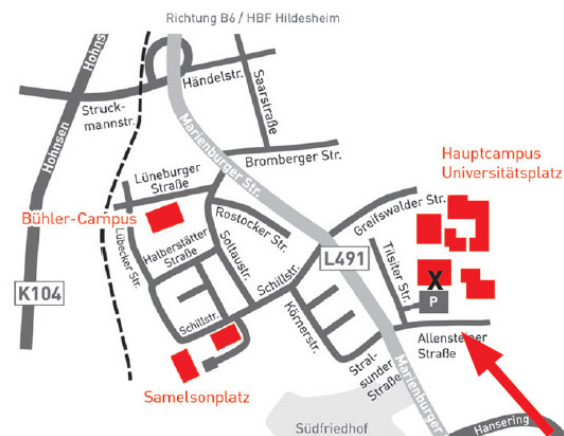 Richtung B6 / HBF Hildesheim
Hohnsen
Händelstr.
Saarstraße
Struck-
mannstr.
Hohnsen
Marienburger Str.
Bromberger Str.
Hauptcampus
Universitätsplatz
Lüneburger
Straße
Bühler-Campus
Greifswalder Str.
Rostocker Str.
Lübecker Str.
Halberstätter
Straße
Soltaustr.
Tilsiter Str.
L491
X
K104
Schillstr.
P
Schillstr.
Körnerstr.
Allensteiner
Straße
Stral-
sunder
Straße
Marienburger
Samelsonplatz
Südfriedhof
Hansering